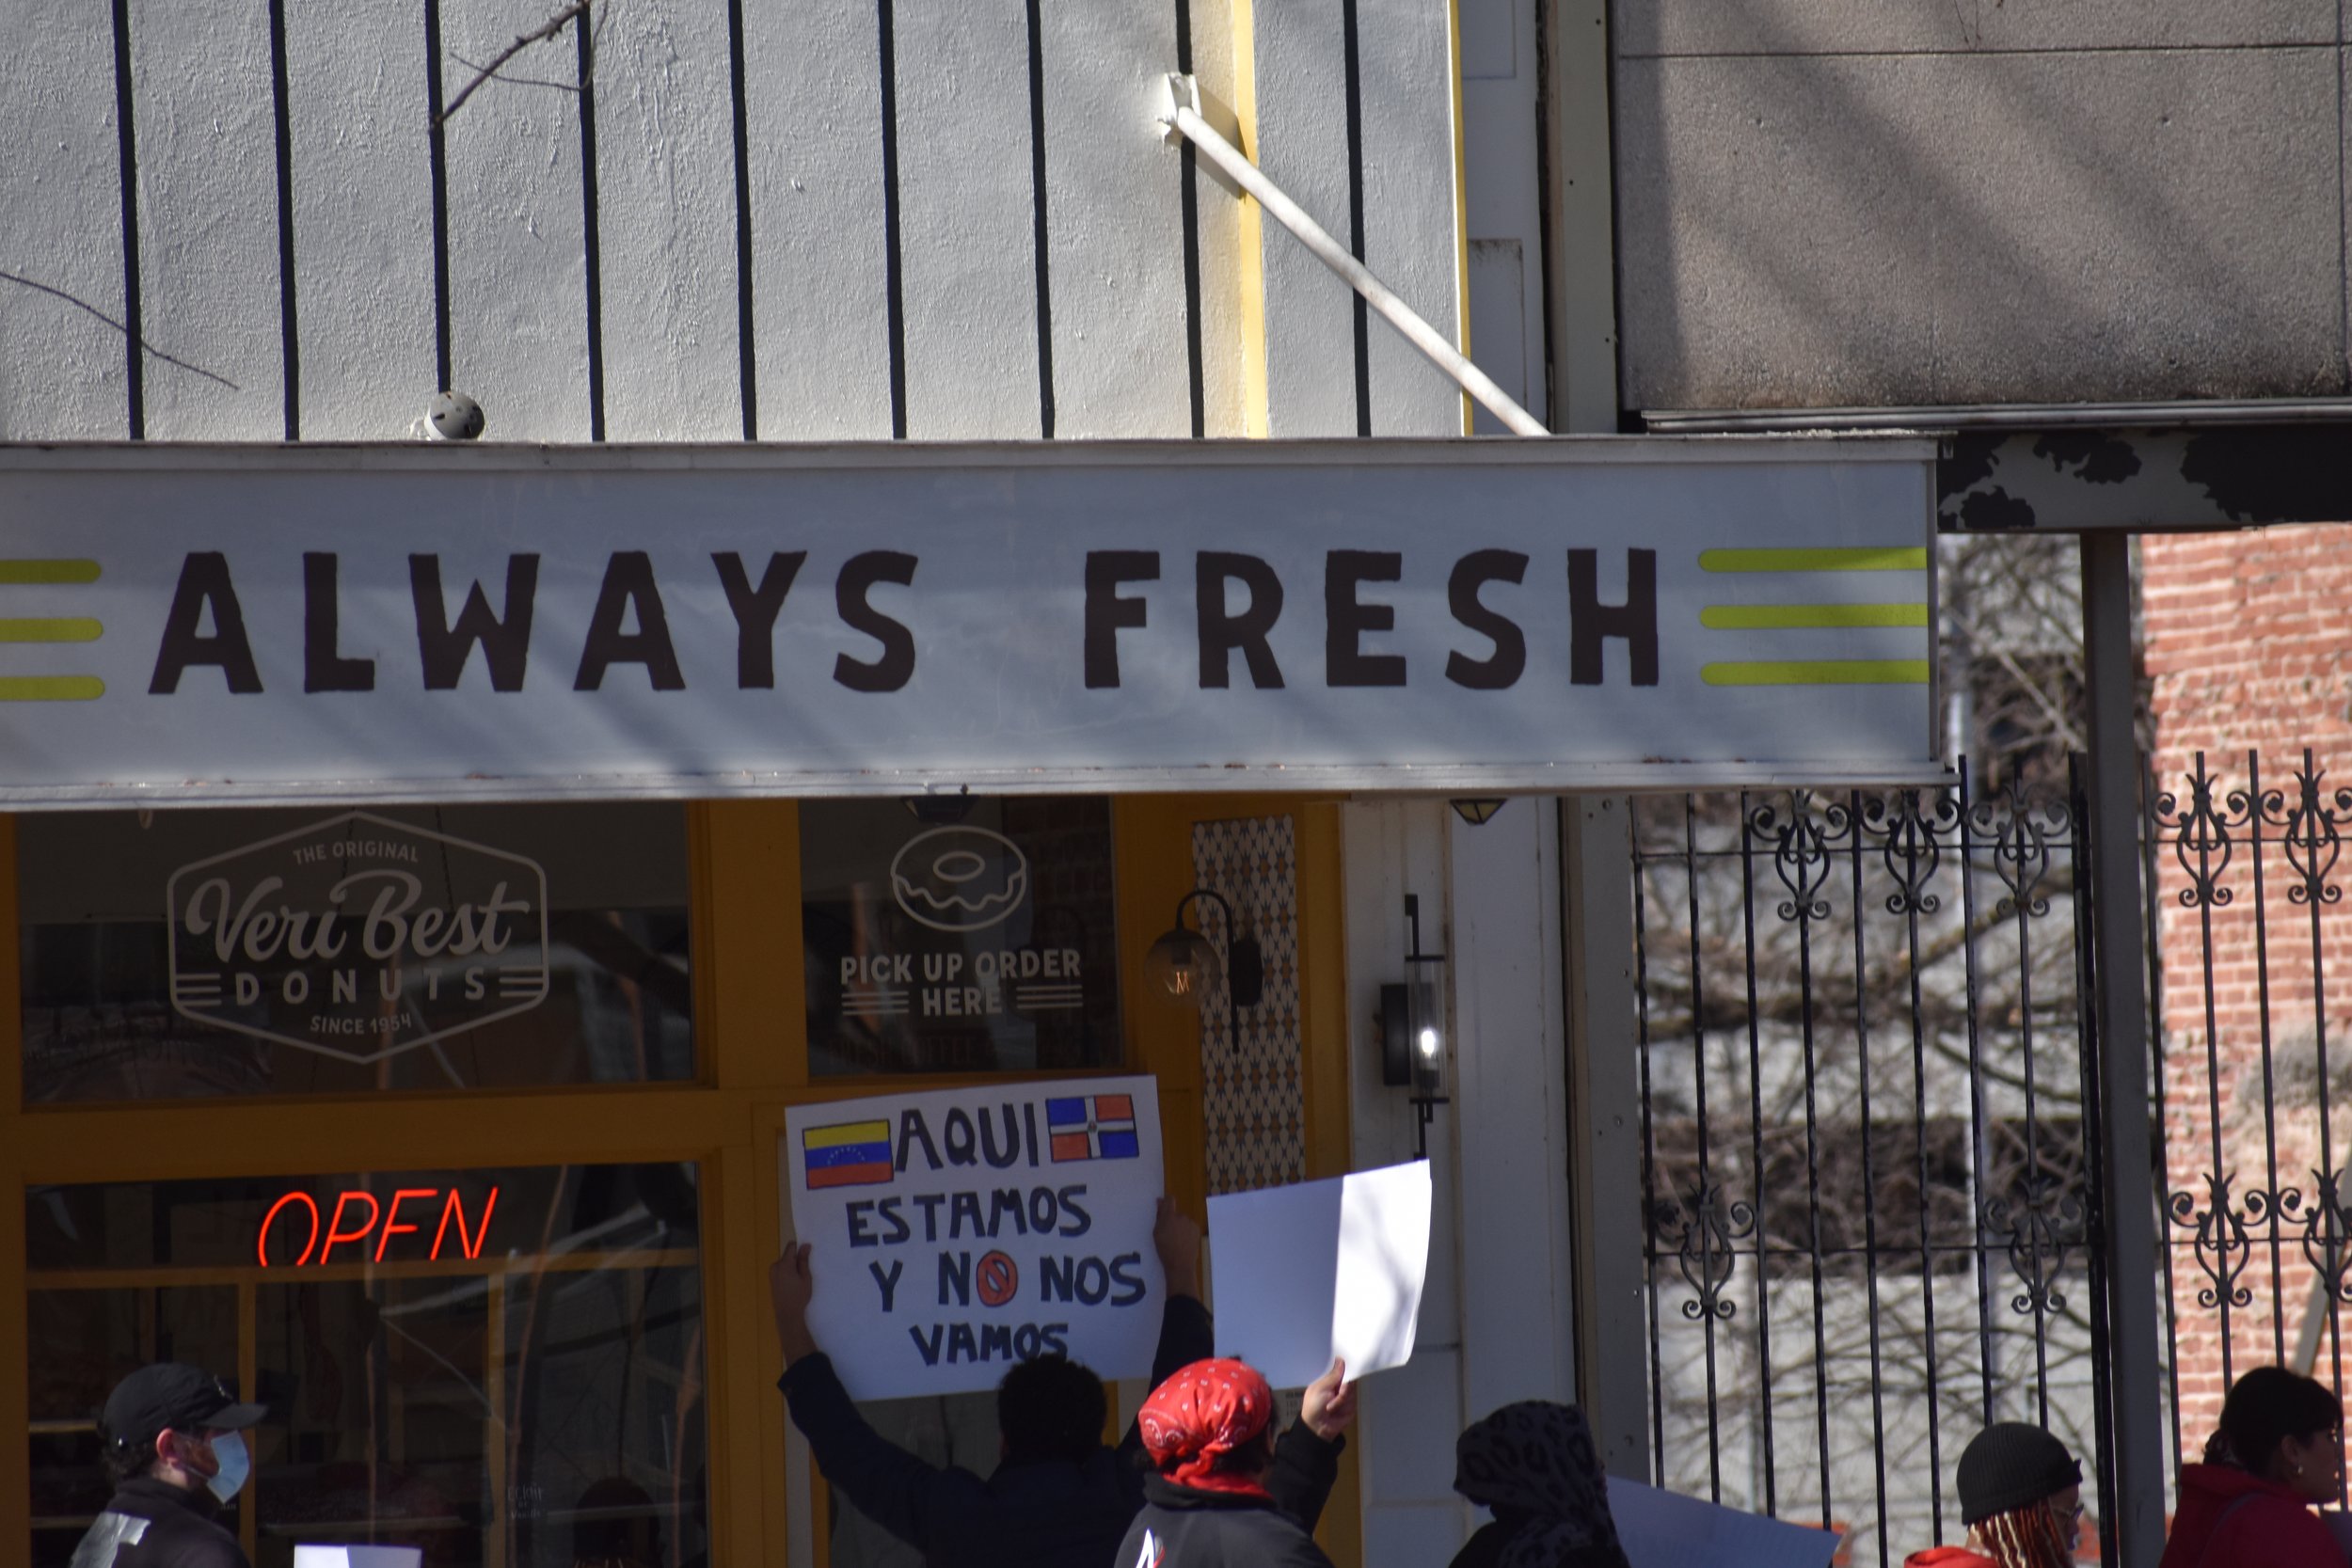 ALWAYS FRESH
THE ORIGINAL
Veri Best
DONUTS
SINCE 1954
PICK UP ORDER
HERE
OPEN
AQUI
ESTAMOS
Y NO NOS
VAMOS